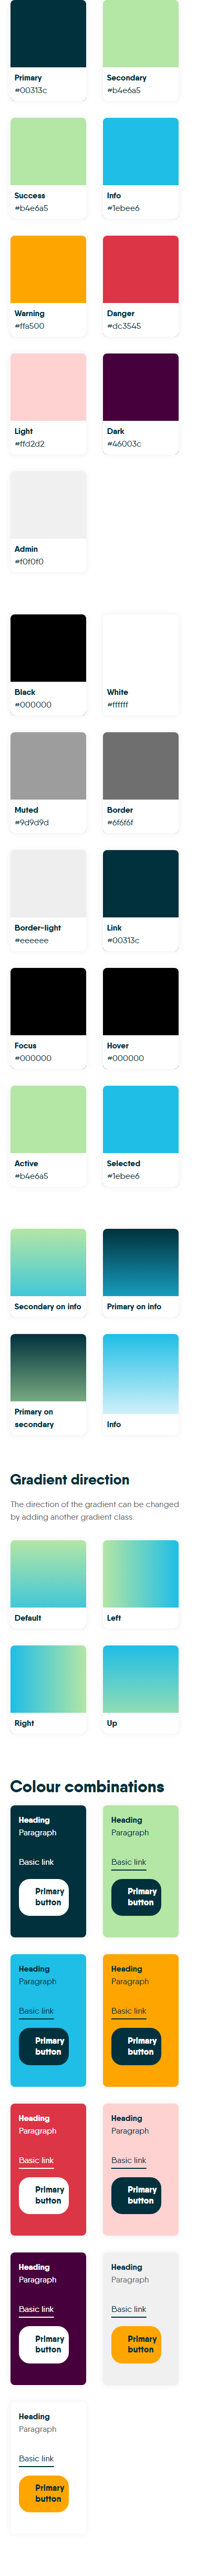 Primary
#00313c
Secondary
#b4e6a5
Success
#b4e6a5
Info
#1ebee6
Warning
#ffa500
Danger
#dc3545
Light
#ffd2d2
Dark
#46003c
Admin
#f0f0f0
Black
#000000
White
#ffffff
Muted
#9d9d9d
Border
#6f6f6f
Border-light
#eeeeee
Link
#00313c
Focus
#000000
Hover
#000000
Active
#b4e6a5
Selected
#1ebee6
Secondary on info
Primary on info
Primary on
secondary
Info
Gradient direction
The direction of the gradient can be changed
by adding another gradient class.
Default
Left
Right
Up
Colour combinations
Heading
Paragraph
Basic link
Primary
button
Heading
Paragraph
Basic link
Primary
button
Heading
Paragraph
Basic link
Primary
button
Heading
Paragraph
Basic link
Primary
button
Heading
Paragraph
Basic link
Primary
button
Heading
Paragraph
Basic link
Primary
button
Heading
Paragraph
Basic link
Primary
button
Heading
Paragraph
Basic link
Primary
button
Heading
Paragraph
Basic link
Primary
button